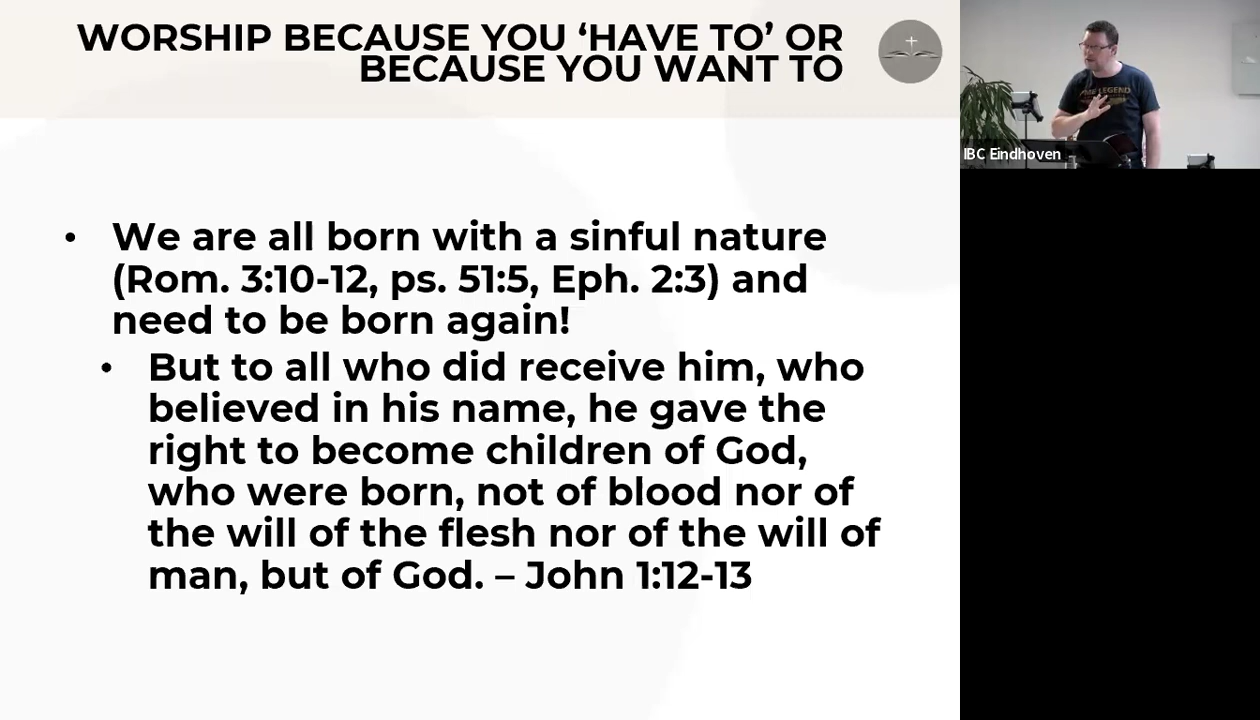 WORSHIP BECAUSE YOU ‘HAVE TO’ OR
BECAUSE YOU WANT TO
• We are all born with a sinful nature
(Rom. 3:10-12, ps. 51:5, Eph. 2:3) and
need to be born again!
• But to all who did receive him, who
believed in his name, he gave the
right to become children of God,
who were born, not of blood nor of
the will of the flesh nor of the will of
man, but of God. – John 1:12-13
LEGEND
IBC Eindhoven